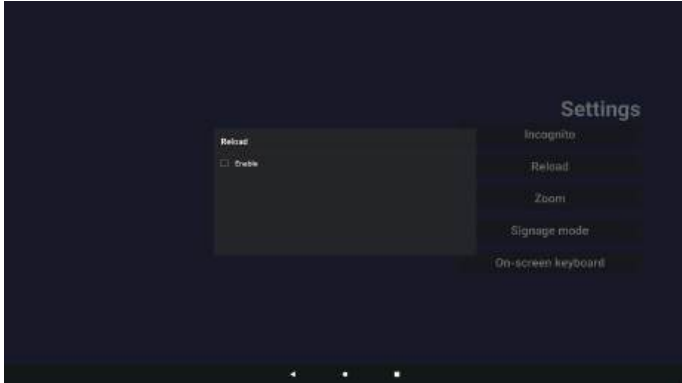 Settings
Incognito
Reload
Enable
Reload
Zoom
Signage mode
On-screen keyboard